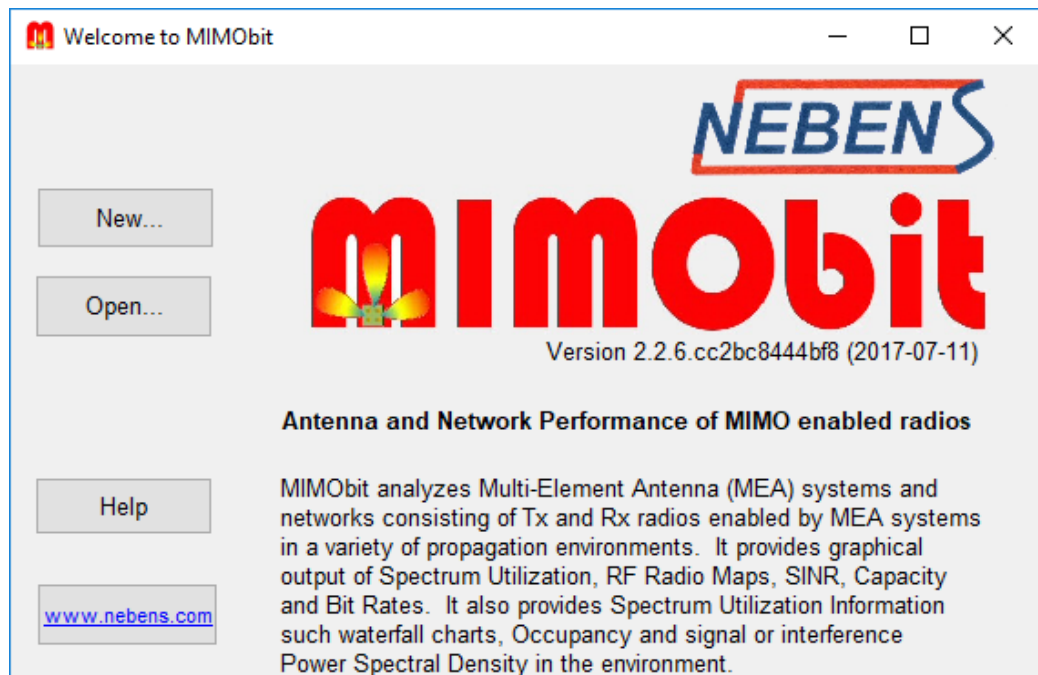 Welcome to MIMObit
NEBENS
New...
MIMObit
Open...
Version 2.2.6.cc2bc8444bf8 (2017-07-11)
Antenna and Network Performance of MIMO enabled radios
Help
MIMObit analyzes Multi-Element Antenna (MEA) systems and
networks consisting of Tx and Rx radios enabled by MEA systems
in a variety of propagation environments.  It provides graphical
output of Spectrum Utilization, RF Radio Maps, SINR, Capacity
and Bit Rates.  It also provides Spectrum Utilization Information
such waterfall charts, Occupancy and signal or interference
Power Spectral Density in the environment.
www.nebens.com